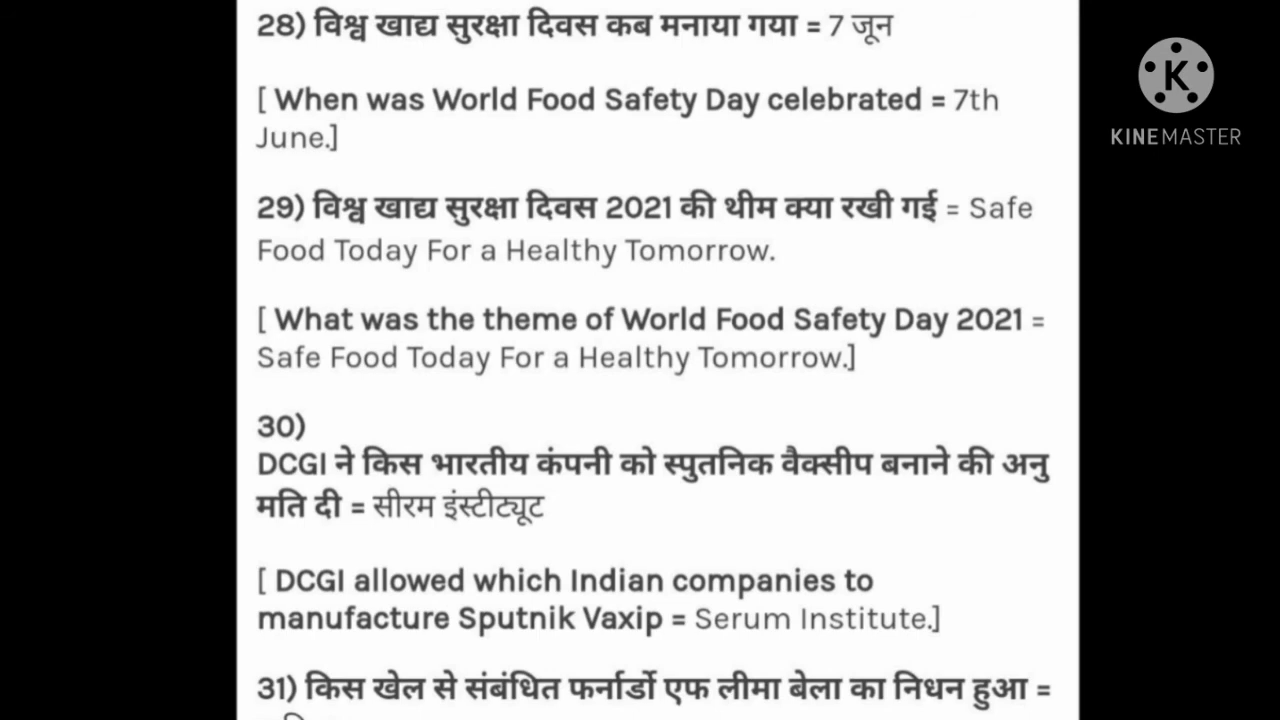 28) विश्व खाद्य सुरक्षा दिवस कब मनाया गया = 7 जून
[ When was World Food Safety Day celebrated = 7th
June.]
29) विश्व खाद्य सुरक्षा दिवस 2021 की थीम क्या रखी गई = Safe
Food Today For a Healthy Tomorrow.
[ What was the theme of World Food Safety Day 2021 =
Safe Food Today For a Healthy Tomorrow.]
30)
DCGI ने किस भारतीय कंपनी को स्पुतनिक वैक्सीप बनाने की अनु
मति दी = सीरम इंस्टीट्यूट
[ DCGI allowed which Indian companies to
manufacture Sputnik Vaxip = Serum Institute.]
31) किस खेल से संबंधित फर्नार्डो एफ लीमा बेला का निधन हुआ =
K
KINEMASTER